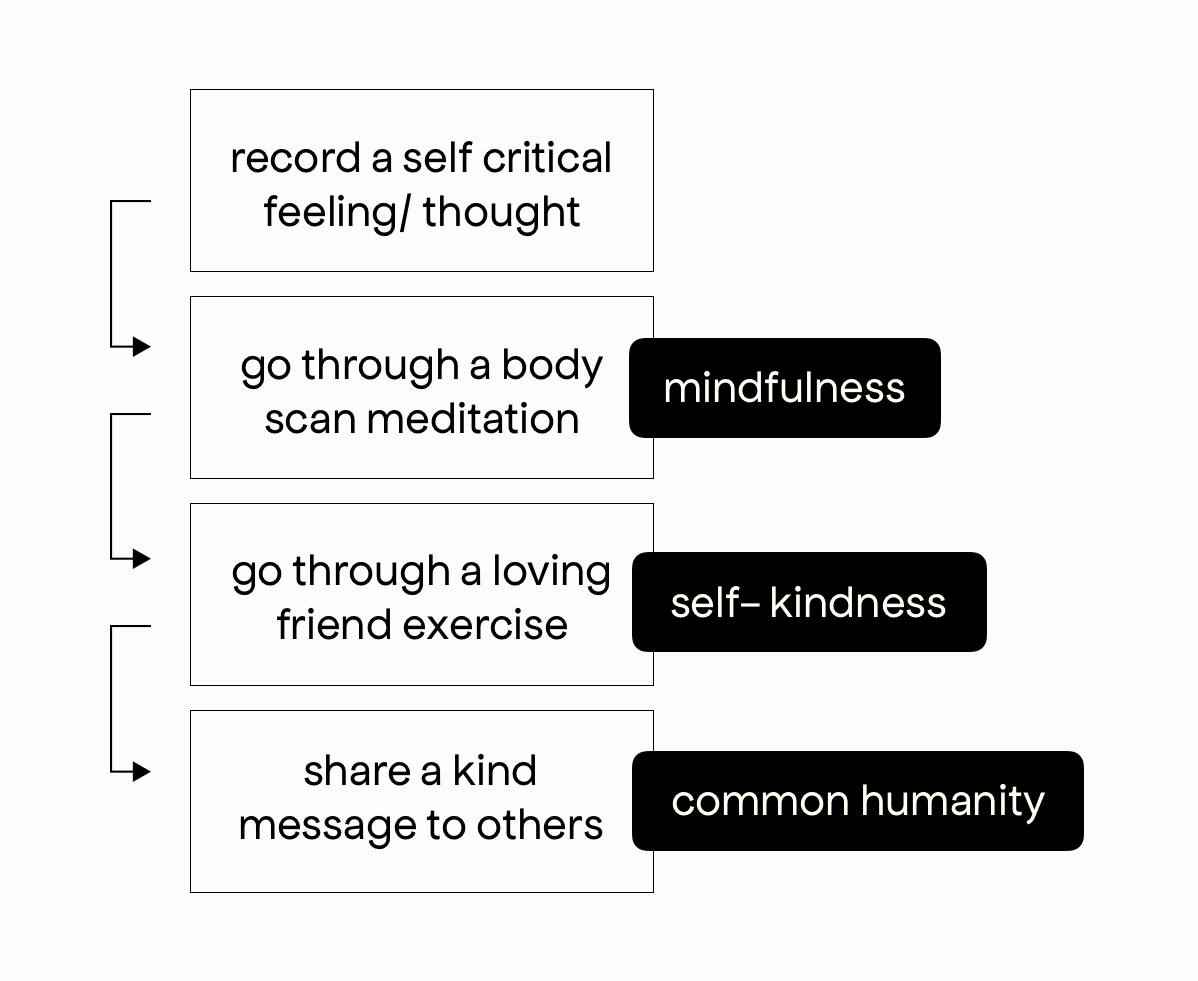 record a self critical
feeling/ thought
go through a body
scan meditation
mindfulness
go through a loving
friend exercise
self– kindness
share a kind
message to others
common humanity